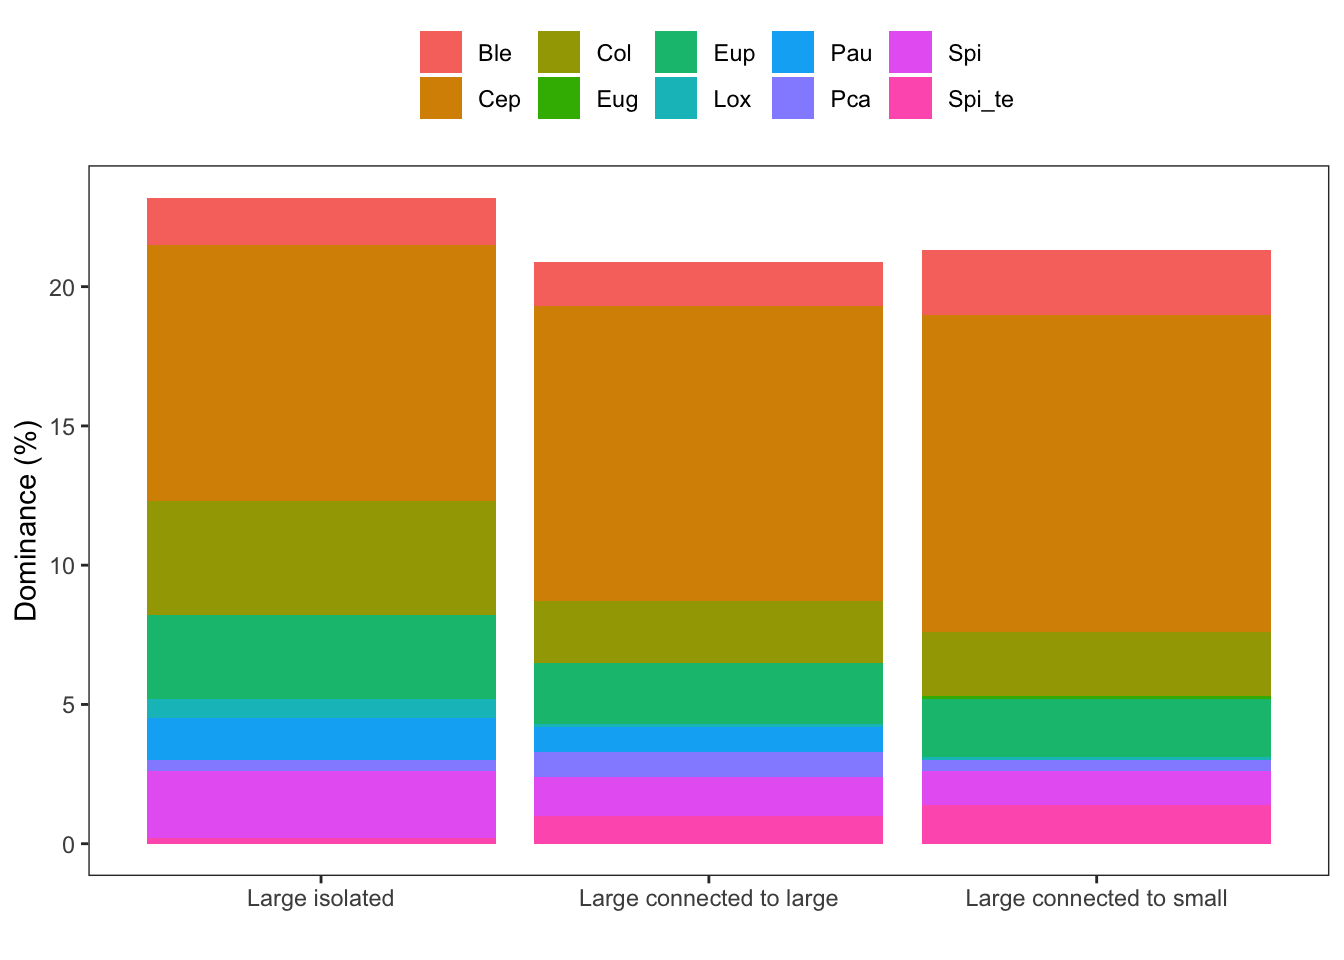 Ble Col Eup Pau Spi
Cep Eug Lox Pca Spi_te
Dominance (%)
20
15
10
5
0
Large isolated Large connected to large Large connected to small